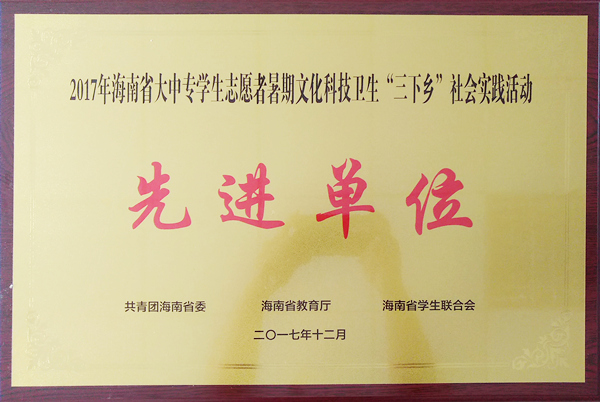 2017年海南省大中专学生志愿者暑期文化科技卫生“三下乡”社会实践活动
先进单位
共青团海南省委 海南省教育厅 海南省学生联合会
二〇一七年十二月